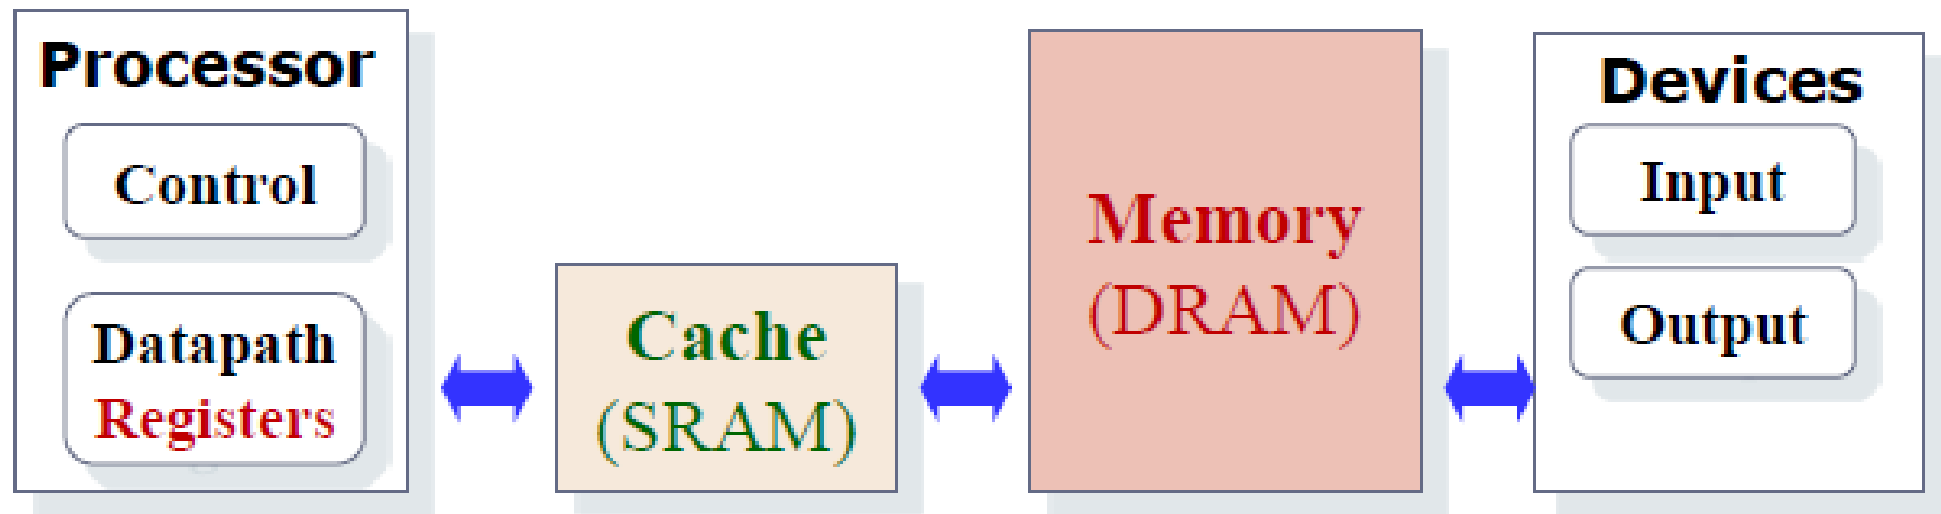 Processor
Control
Datapath
Registers
Cache
(SRAM)
Memory
(DRAM)
Devices
Input
Output